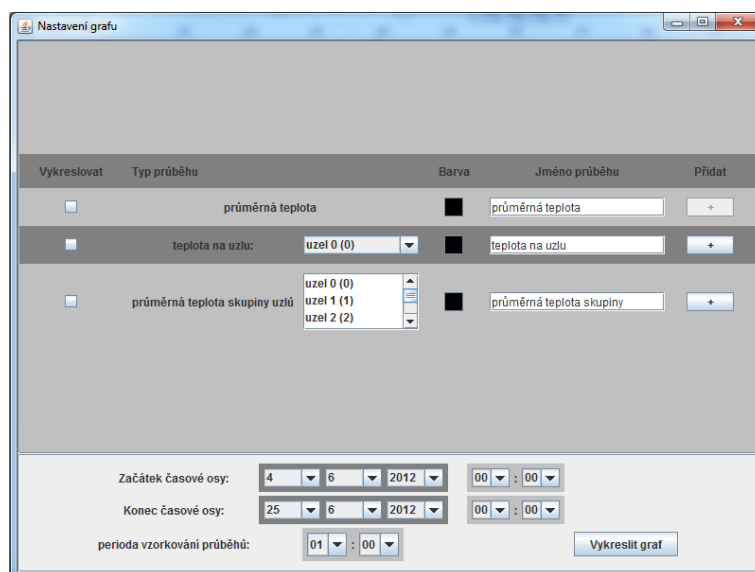 Nastavení grafu
Vykreslovat Typ průběhu Barva Jméno průběhu Přidat
průměrná teplota průměrná teplota +
teplota na uzlu: uzel 0 (0) teplota na uzlu +
uzel 0 (0)
průměrná teplota skupiny uzlů uzel 1 (1) průměrná teplota skupiny +
uzel 2 (2)
Začátek časové osy: 4 6 2012 00 : 00
Konec časové osy: 25 6 2012 00 : 00
perioda vzorkování průběhů: 01 : 00 Vykreslit graf